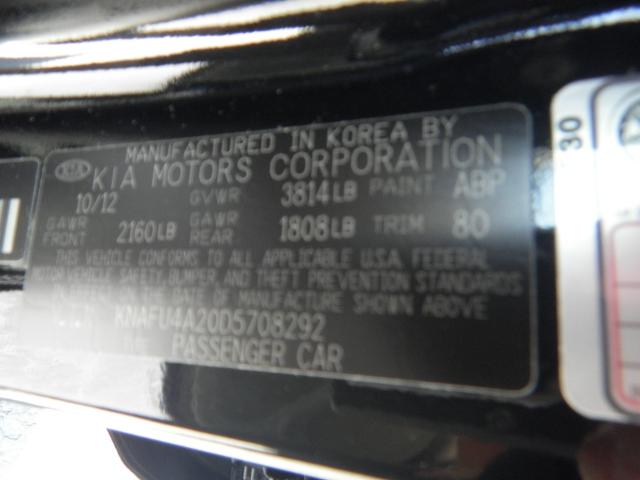 MANUFACTURED IN KOREA BY
KIA KIA MOTORS CORPORATION
10/12 GVWR 3814LB PAINT ABP
GAWR FRONT 2160LB GAWR REAR 1808LB TRIM 80
THIS VEHICLE CONFORMS TO ALL APPLICABLE U.S.A. FEDERAL
MOTOR VEHICLE SAFETY, BUMPER, AND THEFT PREVENTION STANDARDS
IN EFFECT ON THE DATE OF MANUFACTURE SHOWN ABOVE
KNAFU4A20D5708292
PASSENGER CAR
30